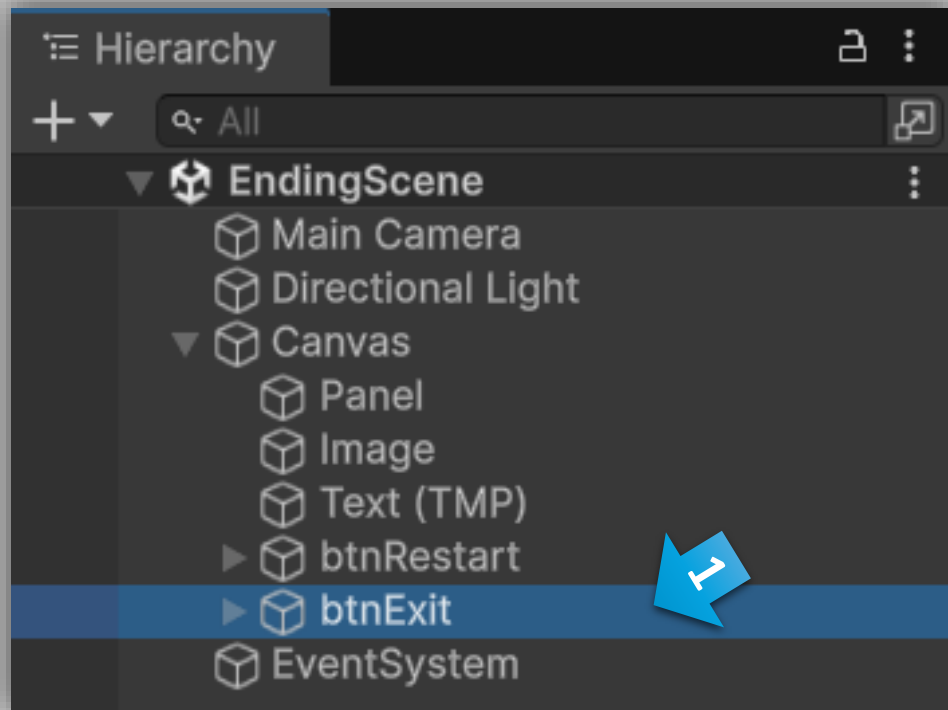 Hierarchy
All
EndingScene
Main Camera
Directional Light
Canvas
Panel
Image
Text (TMP)
btnRestart
1
btnExit
EventSystem